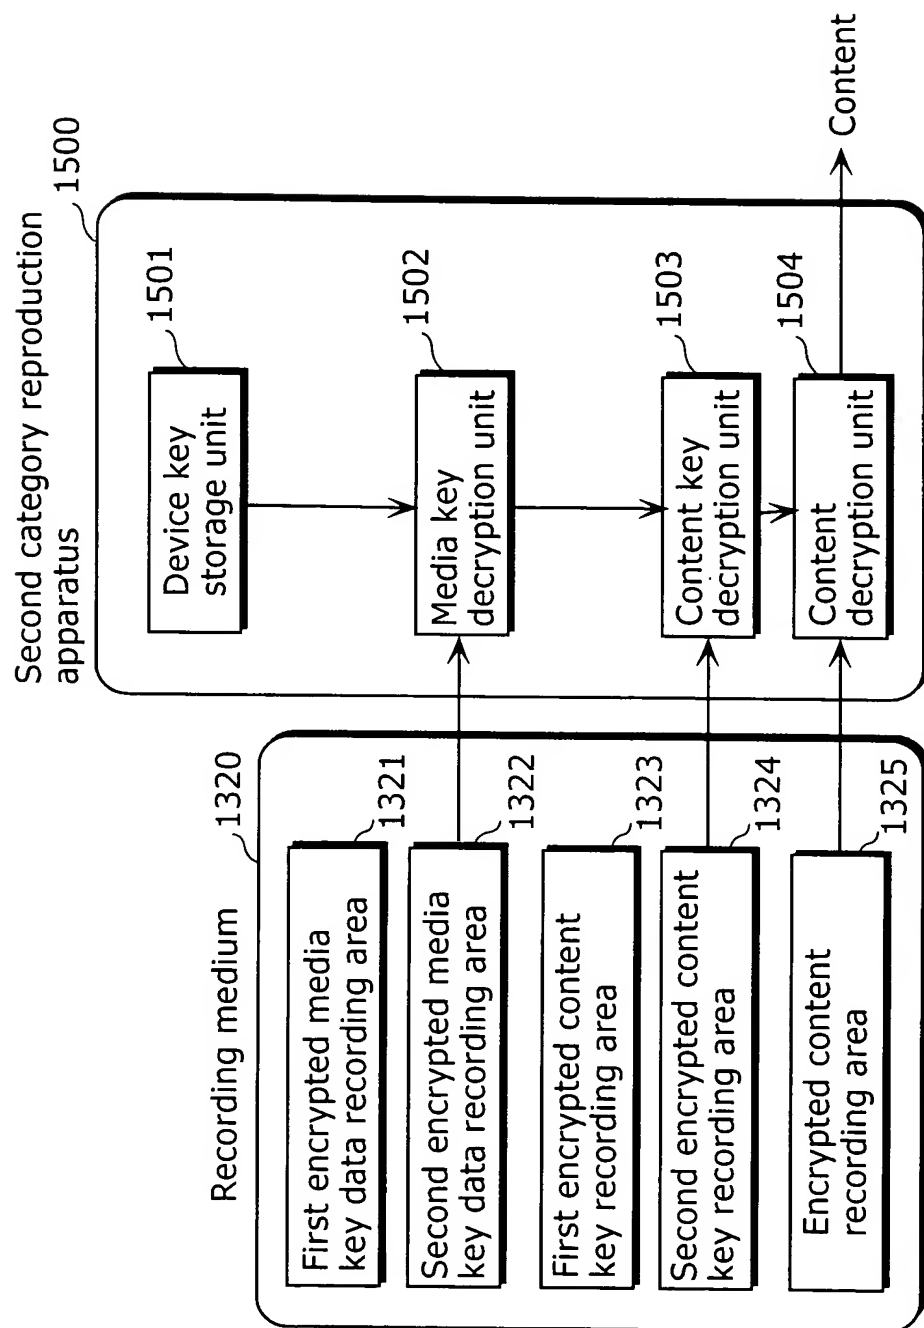 Recording medium
1320
First encrypted media
key data recording area
1321
Second encrypted media
key data recording area
1322
First encrypted content
key recording area
1323
Second encrypted content
key recording area
1324
Encrypted content
recording area
1325
Second category reproduction
apparatus
1500
Device key
storage unit
1501
Media key
decryption unit
1502
Content key
decryption unit
1503
Content
decryption unit
1504
Content